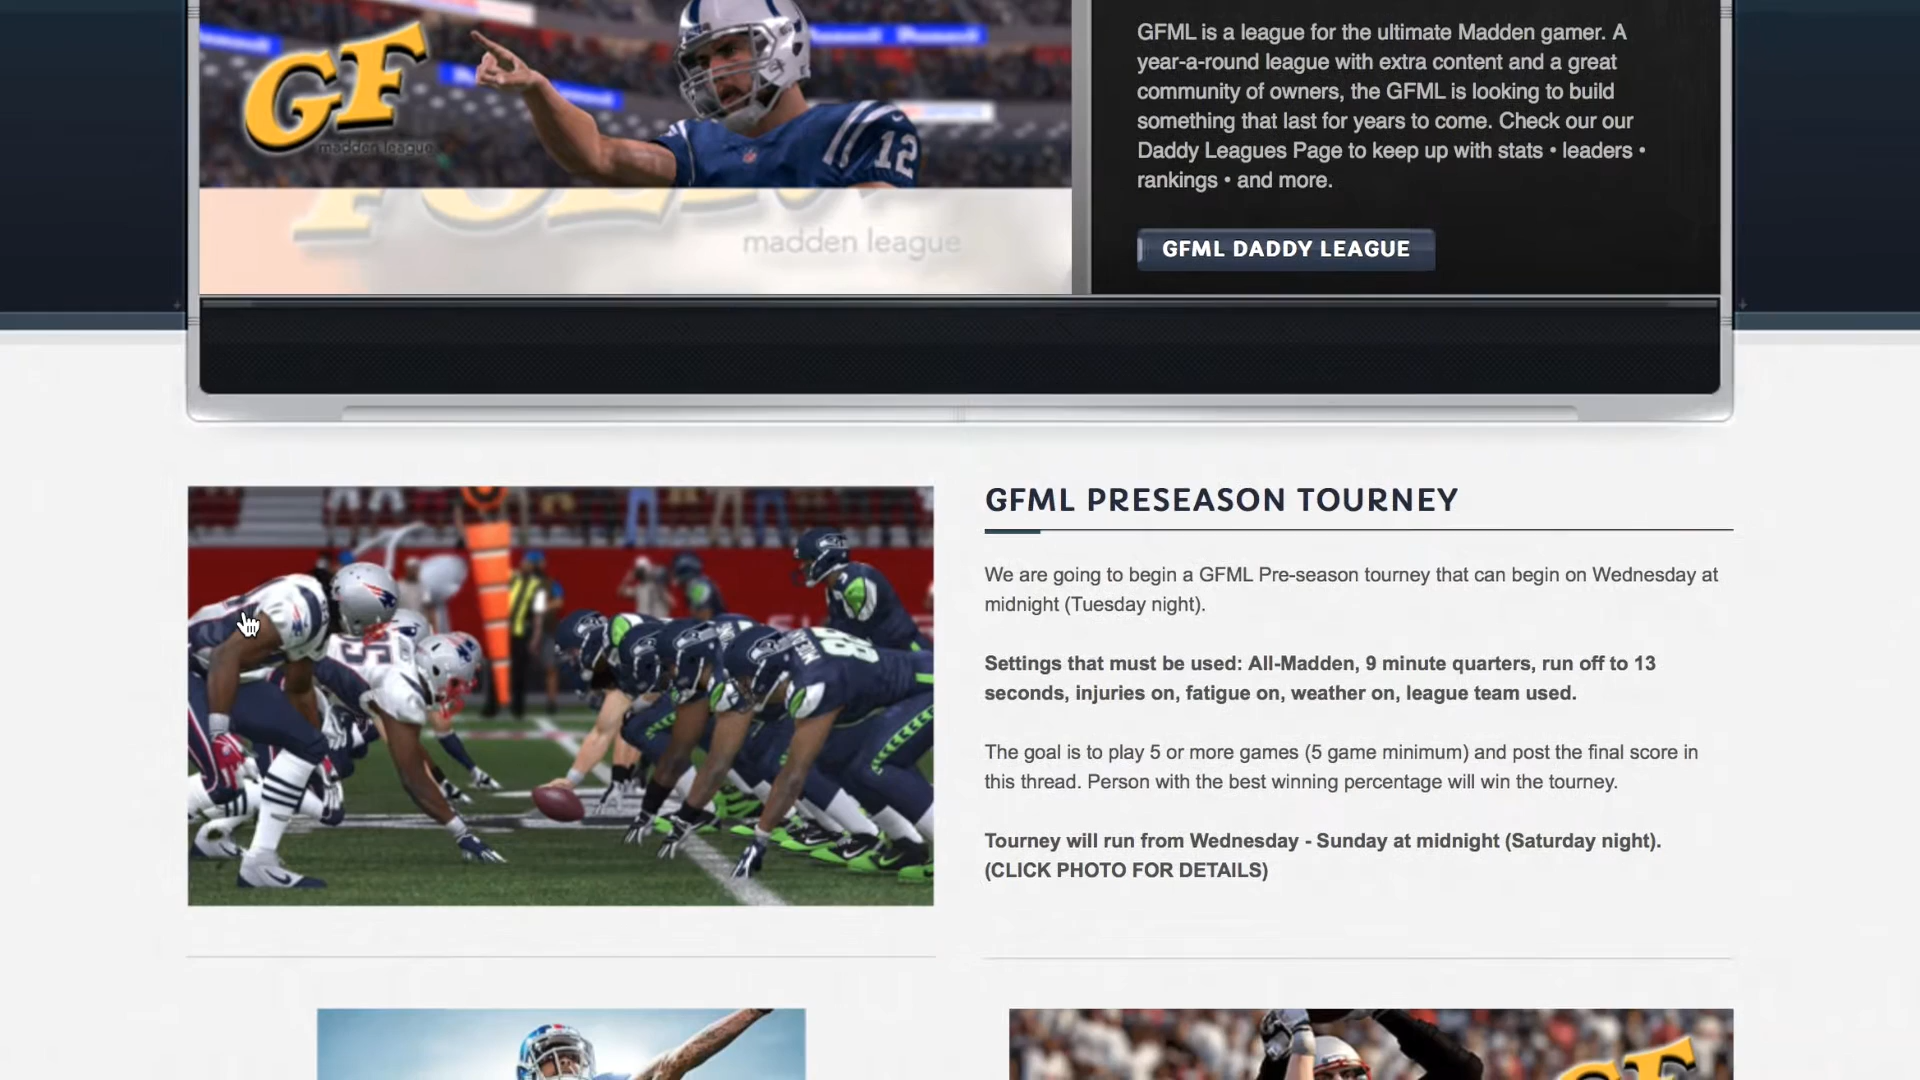 GFML is a league for the ultimate Madden gamer. A
year-a-round league with extra content and a great
community of owners, the GFML is looking to build
something that last for years to come. Check our our
Daddy Leagues Page to keep up with stats • leaders •
rankings • and more.
GFML DADDY LEAGUE
GF
madden league
12
madden league
GFML PRESEASON TOURNEY
We are going to begin a GFML Pre-season tourney that can begin on Wednesday at
midnight (Tuesday night).
Settings that must be used: All-Madden, 9 minute quarters, run off to 13
seconds, injuries on, fatigue on, weather on, league team used.
The goal is to play 5 or more games (5 game minimum) and post the final score in
this thread. Person with the best winning percentage will win the tourney.
Tourney will run from Wednesday - Sunday at midnight (Saturday night).
(CLICK PHOTO FOR DETAILS)
GF